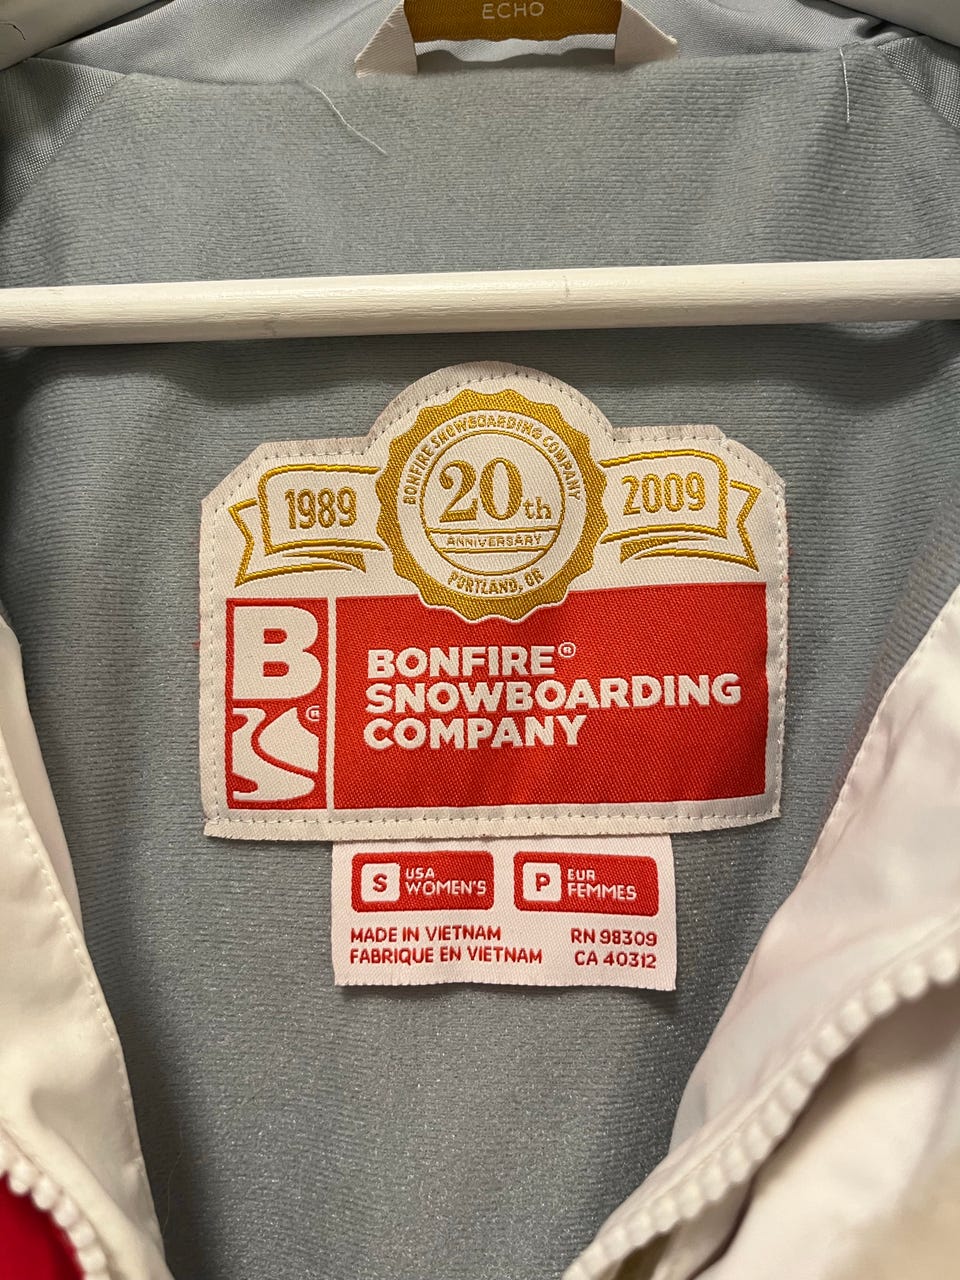 ECHO
BONFIRE SNOWBOARDING COMPANY
1989
20th
2009
ANNIVERSARY
PORTLAND, OR
B
®
BONFIRE®
SNOWBOARDING
COMPANY
S USA WOMEN'S
P EUR FEMMES
MADE IN VIETNAM
FABRIQUE EN VIETNAM
RN 98309
CA 40312